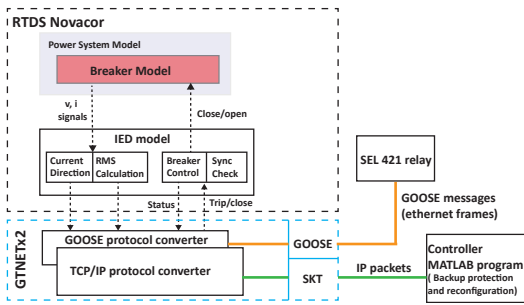 RTDS Novacor
Power System Model
Breaker Model
v, i
signals
Close/open
IED model
Current
Direction
RMS
Calculation
Breaker
Control
Sync
Check
Status
Trip/close
SEL 421 relay
GOOSE messages
(ethernet frames)
GTNETx2
GOOSE protocol converter
GOOSE
TCP/IP protocol converter
SKT
IP packets
Controller
MATLAB program
( Backup protection
and reconfiguration)